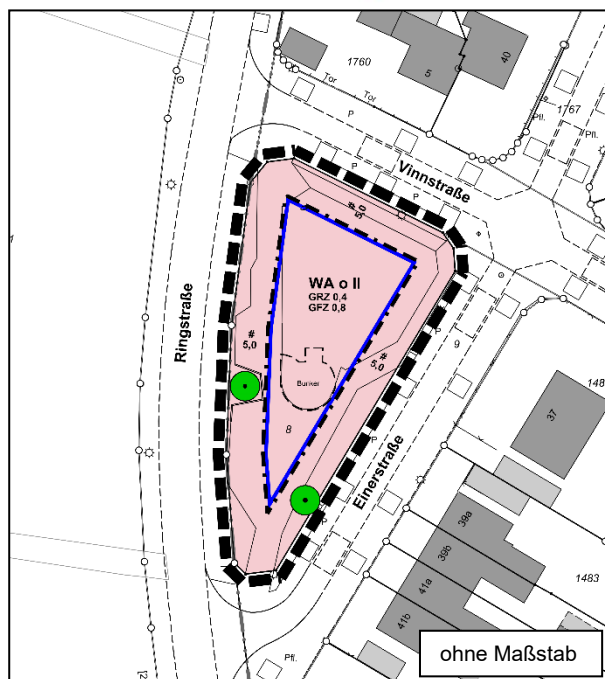 1760
5
40
Tor
Tor
P
1767
Pfl.
Vinnstraße
P
P
P
#
5,0
WA o II
GRZ 0,4
GFZ 0,8
Ringstraße
#
5,0
#
5,0
P
9
Bunker
8
P
Einerstraße
37
148
39a
39b
41a
41b
1483
Pfl.
ohne Maßstab